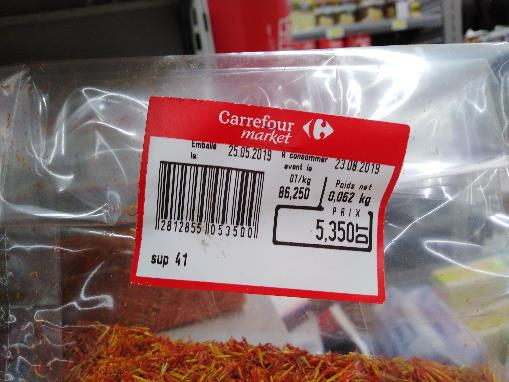 Carrefour
market
Emballé
le:
25.05.2019
A consommer
avant le
23.08.2019
DT/kg
86,250
Poids net
0,062 kg
PRIX
5,350 DT
2812855 053500
sup 41